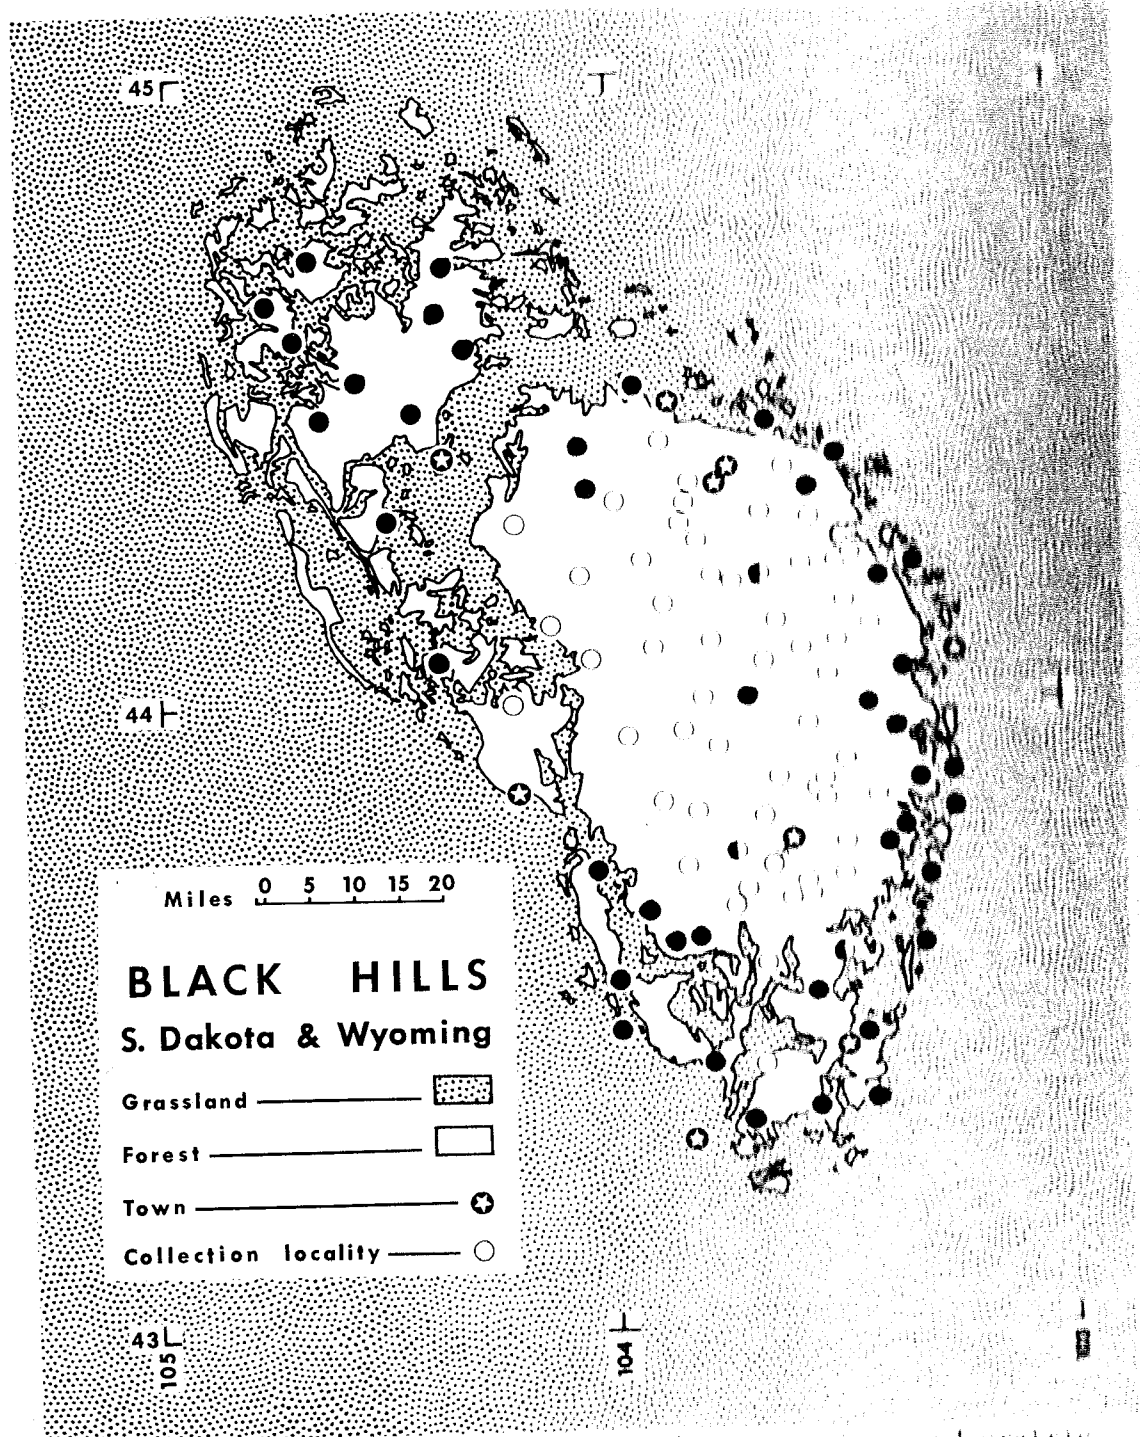 45
44
Miles 0 5 10 15 20
BLACK HILLS
S. Dakota & Wyoming
Grassland
Forest
Town
Collection locality
43
105
104